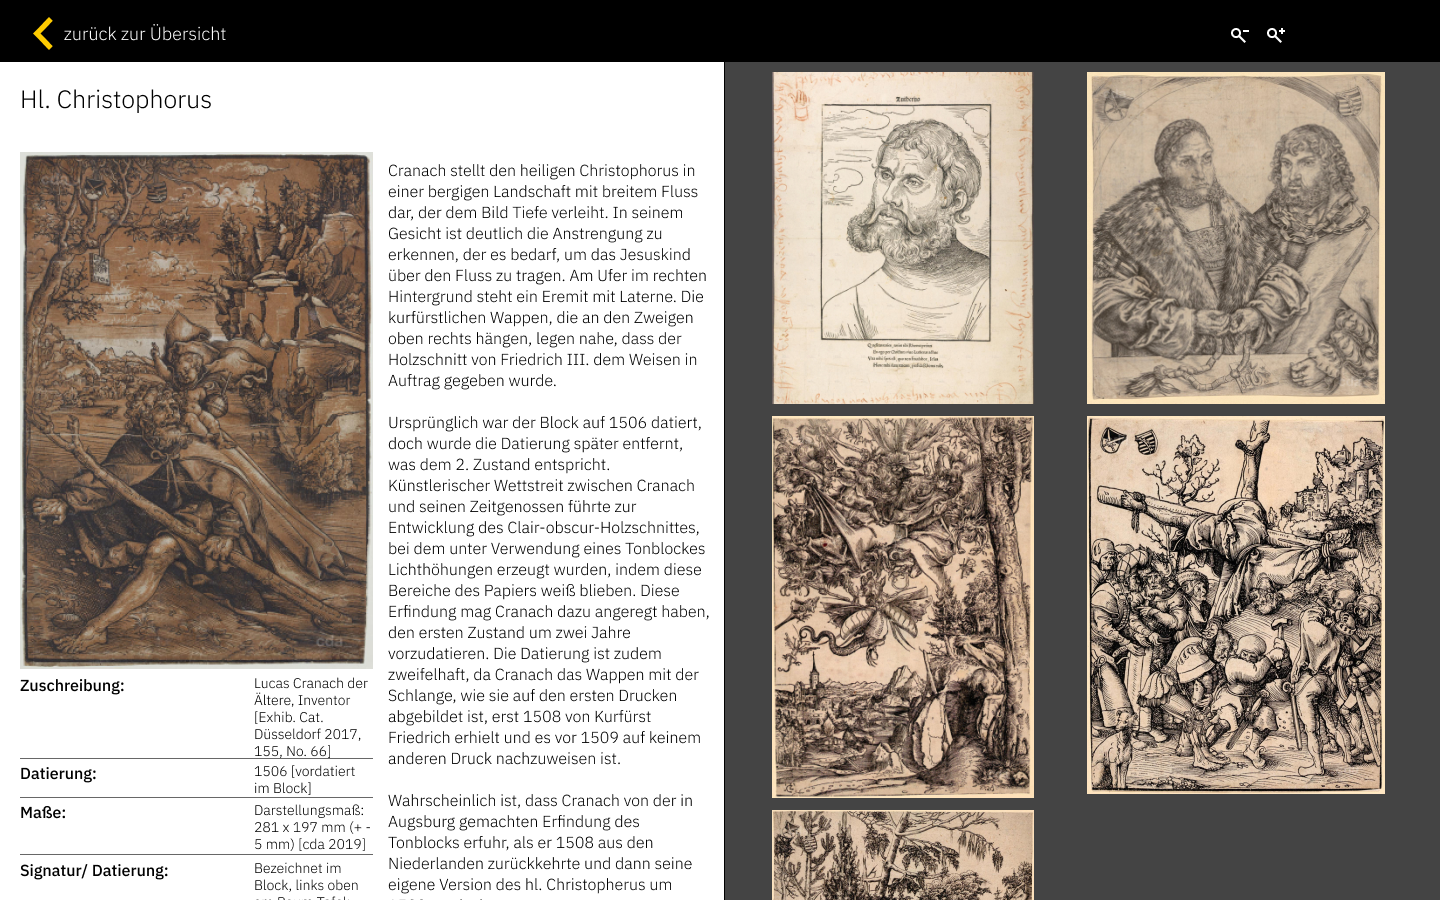 zurück zur Übersicht
Hl. Christophorus
Cranach stellt den heiligen Christophorus in
einer bergigen Landschaft mit breitem Fluss
dar, der dem Bild Tiefe verleiht. In seinem
Gesicht ist deutlich die Anstrengung zu
erkennen, der es bedarf, um das Jesuskind
über den Fluss zu tragen. Am Ufer im rechten
Hintergrund steht ein Eremit mit Laterne. Die
kurfürstlichen Wappen, die an den Zweigen
oben rechts hängen, legen nahe, dass der
Holzschnitt von Friedrich III. dem Weisen in
Auftrag gegeben wurde.
Ursprünglich war der Block auf 1506 datiert,
doch wurde die Datierung später entfernt,
was dem 2. Zustand entspricht.
Künstlerischer Wettstreit zwischen Cranach
und seinen Zeitgenossen führte zur
Entwicklung des Clair-obscur-Holzschnittes,
bei dem unter Verwendung eines Tonblockes
Lichthöhungen erzeugt wurden, indem diese
Bereiche des Papiers weiß blieben. Diese
Erfindung mag Cranach dazu angeregt haben,
den ersten Zustand um zwei Jahre
vorzudatieren. Die Datierung ist zudem
zweifelhaft, da Cranach das Wappen mit der
Schlange, wie sie auf den ersten Drucken
abgebildet ist, erst 1508 von Kurfürst
Friedrich erhielt und es vor 1509 auf keinem
anderen Druck nachzuweisen ist.
Wahrscheinlich ist, dass Cranach von der in
Augsburg gemachten Erfindung des
Tonblocks erfuhr, als er 1508 aus den
Niederlanden zurückkehrte und dann seine
eigene Version des hl. Christopherus um
cda
Zuschreibung:
Lucas Cranach der
Ältere, Inventor
[Exhib. Cat.
Düsseldorf 2017,
155, No. 66]
Datierung:
1506 [vordatiert
im Block]
Maße:
Darstellungsmaß:
281 x 197 mm (+ -
5 mm) [cda 2019]
Signatur/ Datierung:
Bezeichnet im
Block, links oben